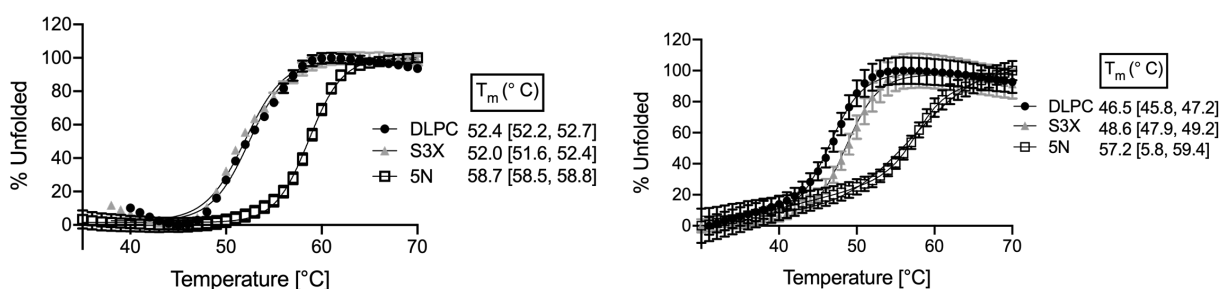 120
100
80
60
40
20
0
% Unfolded
40
50
60
70
Temperature [°C]
Tm (° C)
DLPC 52.4 [52.2, 52.7]
S3X 52.0 [51.6, 52.4]
5N 58.7 [58.5, 58.8]
120
100
80
60
40
20
0
% Unfolded
40
50
60
70
Temperature [°C]
Tm (° C)
DLPC 46.5 [45.8, 47.2]
S3X 48.6 [47.9, 49.2]
5N 57.2 [5.8, 59.4]